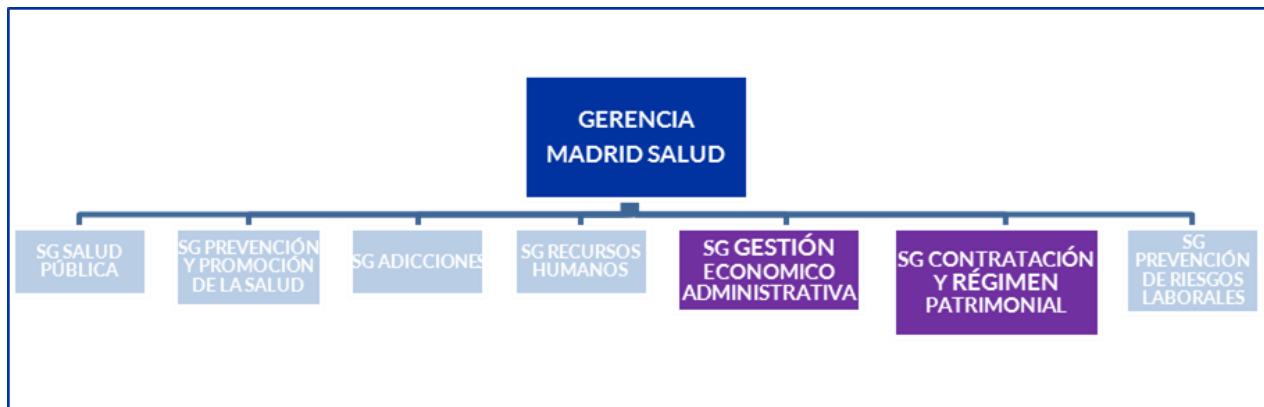 GERENCIA
MADRID SALUD
SG SALUD
PÚBLICA
SG PREVENCIÓN
Y PROMOCIÓN
DE LA SALUD
SG ADICCIONES
SG RECURSOS
HUMANOS
SG GESTIÓN
ECONOMICO
ADMINISTRATIVA
SG CONTRATACIÓN
Y RÉGIMEN
PATRIMONIAL
SG
PREVENCIÓN
DE RIESGOS
LABORALES